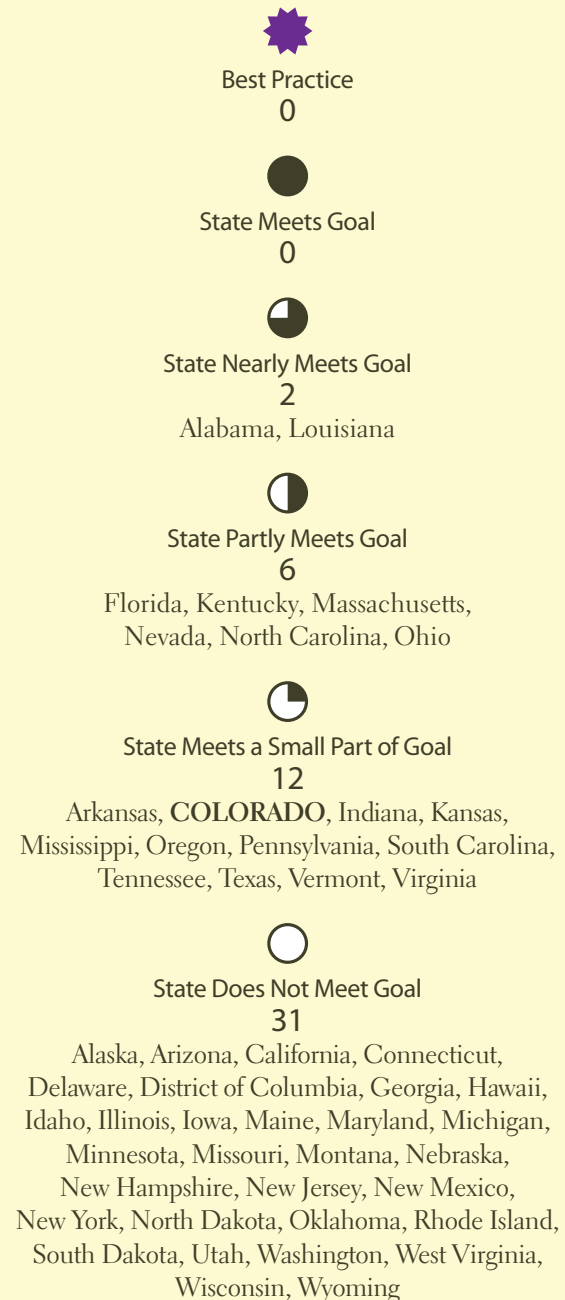 Best Practice
0
State Meets Goal
0
State Nearly Meets Goal
2
Alabama, Louisiana
State Partly Meets Goal
6
Florida, Kentucky, Massachusetts,
Nevada, North Carolina, Ohio
State Meets a Small Part of Goal
12
Arkansas, COLORADO, Indiana, Kansas,
Mississippi, Oregon, Pennsylvania, South Carolina,
Tennessee, Texas, Vermont, Virginia
State Does Not Meet Goal
31
Alaska, Arizona, California, Connecticut,
Delaware, District of Columbia, Georgia, Hawaii,
Idaho, Illinois, Iowa, Maine, Maryland, Michigan,
Minnesota, Missouri, Montana, Nebraska,
New Hampshire, New Jersey, New Mexico,
New York, North Dakota, Oklahoma, Rhode Island,
South Dakota, Utah, Washington, West Virginia,
Wisconsin, Wyoming